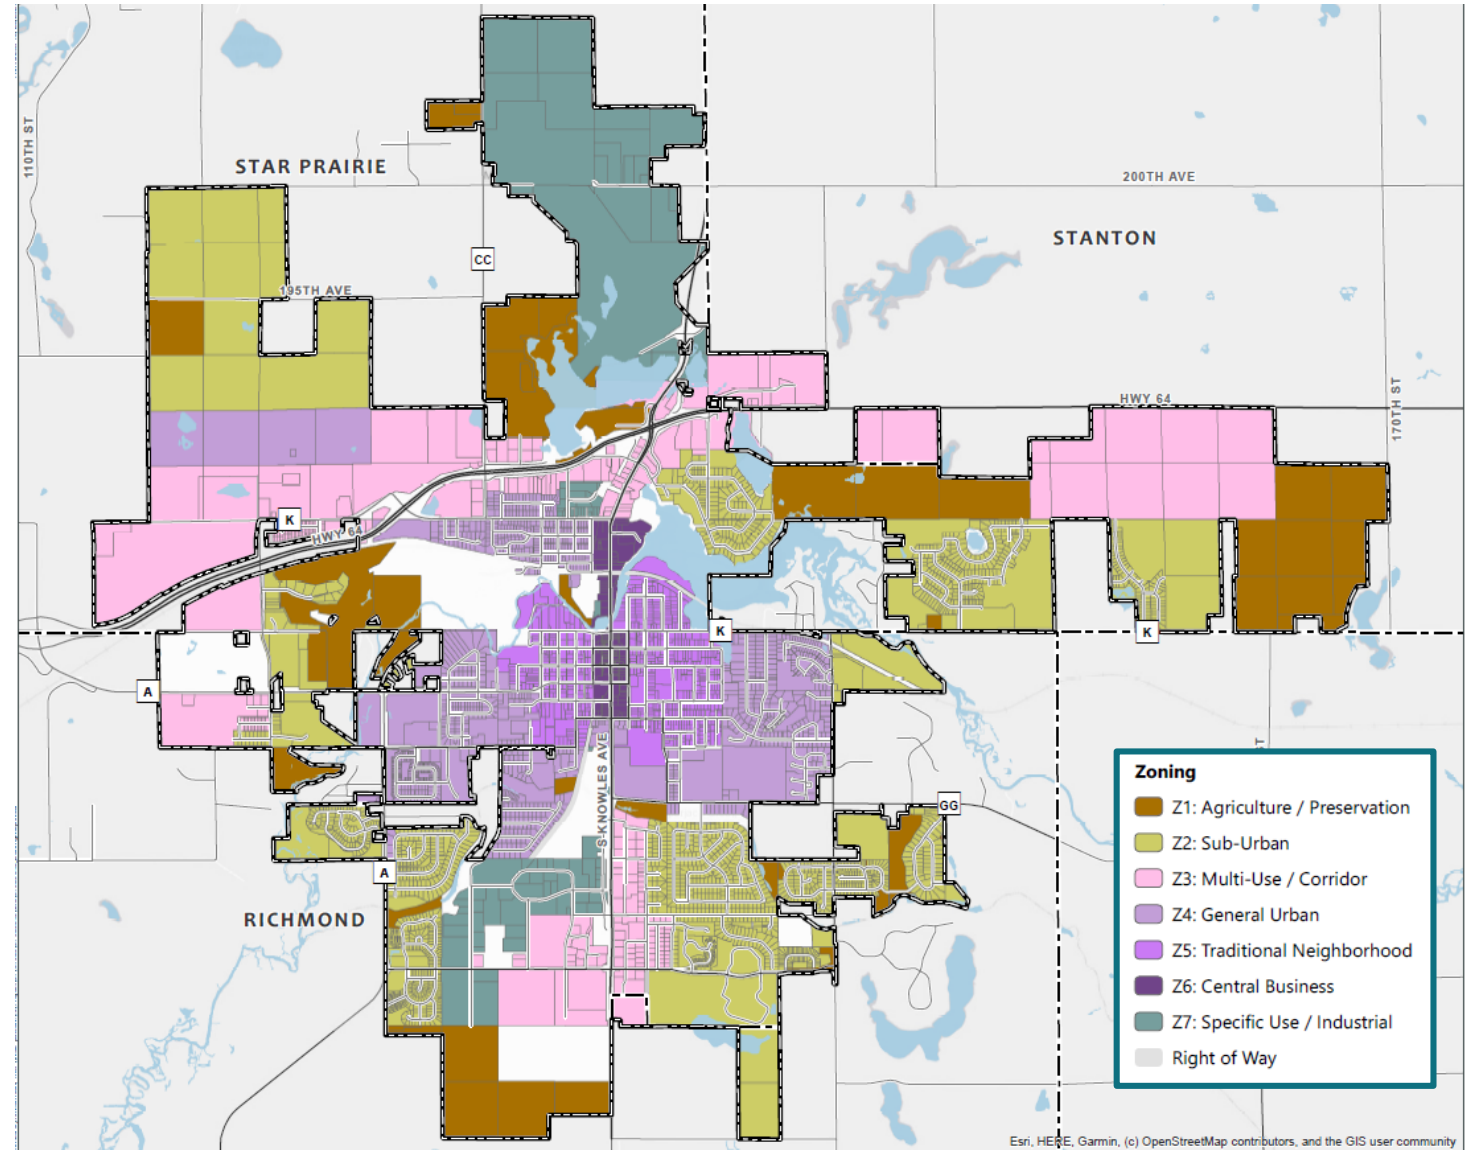 110TH ST
STAR PRAIRIE
200TH AVE
STANTON
CC
195TH AVE
170TH ST
HWY 64
K
HWY 64
K
K
A
S KNOWLES AVE
ST
GG
A
RICHMOND
Zoning
Z1: Agriculture / Preservation
Z2: Sub-Urban
Z3: Multi-Use / Corridor
Z4: General Urban
Z5: Traditional Neighborhood
Z6: Central Business
Z7: Specific Use / Industrial
Right of Way
Esri, HERE, Garmin, (c) OpenStreetMap contributors, and the GIS user community